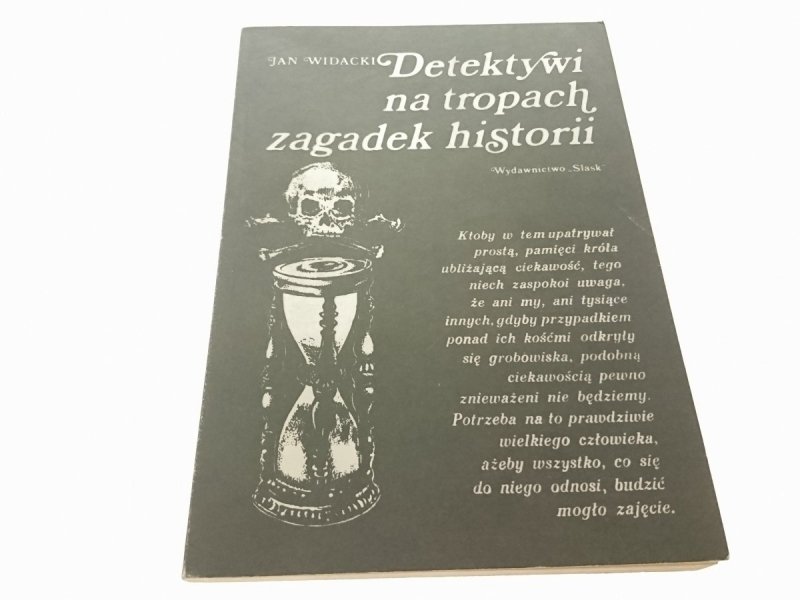 JAN WIDACKI Detektywi
na tropach
zagadek historii
Wydawnictwo „Śląsk"
Ktoby w tem upatrywał
prostą, pamięci króla
ubliżającą ciekawość, tego
niech zaspokoi uwaga,
że ani my, ani tysiące
innych, gdyby przypadkiem
ponad ich kośćmi odkryły
się grobowiska, podobną
ciekawością pewno
znieważeni nie będziemy.
Potrzeba na to prawdziwie
wielkiego człowieka,
ażeby wszystko, co się
do niego odnosi, budzić
mogło zajęcie.